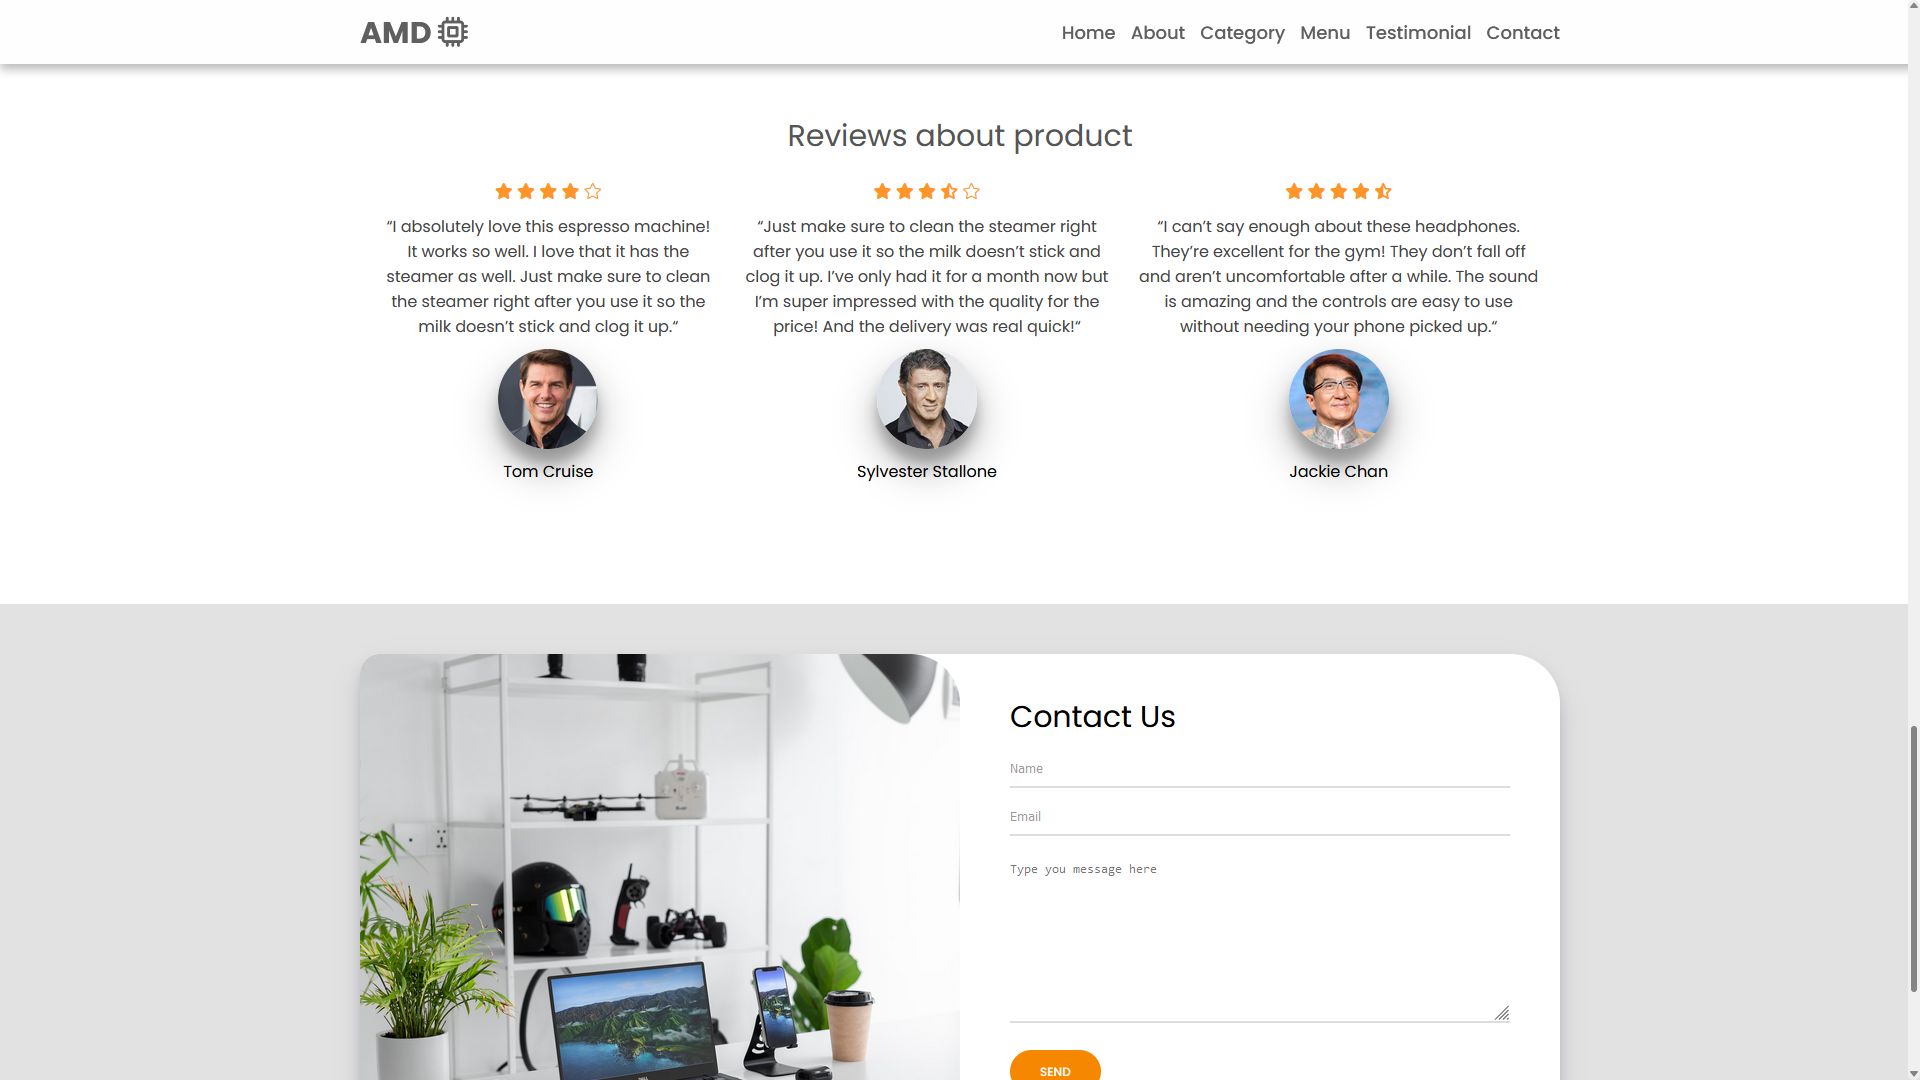 AMD
Home About Category Menu Testimonial Contact
Reviews about product
“I absolutely love this espresso machine!
It works so well. I love that it has the
steamer as well. Just make sure to clean
the steamer right after you use it so the
milk doesn’t stick and clog it up.“
Tom Cruise
“Just make sure to clean the steamer right
after you use it so the milk doesn’t stick and
clog it up. I’ve only had it for a month now but
I’m super impressed with the quality for the
price! And the delivery was real quick!“
Sylvester Stallone
“I can’t say enough about these headphones.
They’re excellent for the gym! They don’t fall off
and aren’t uncomfortable after a while. The sound
is amazing and the controls are easy to use
without needing your phone picked up.“
Jackie Chan
Contact Us
Name
Email
Type you message here
SEND